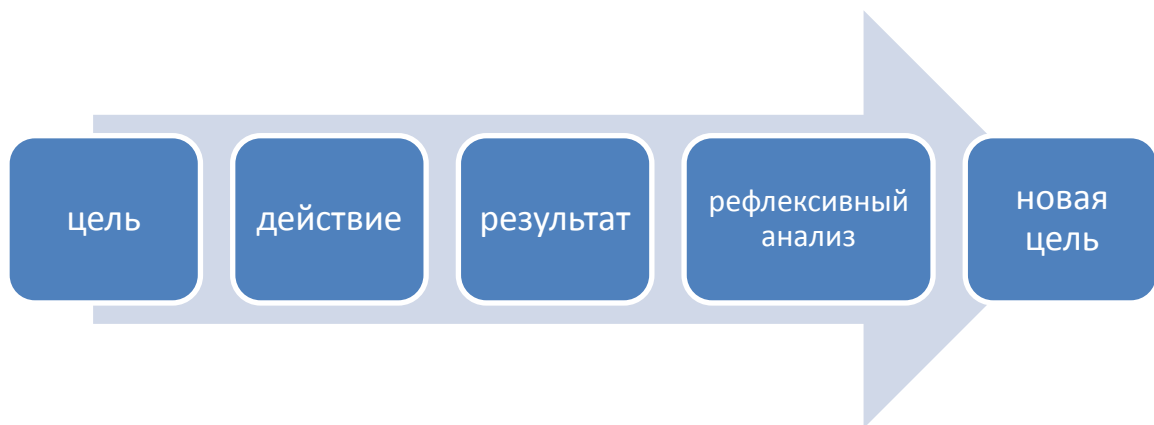 цель
действие
результат
рефлексивный
анализ
новая
цель